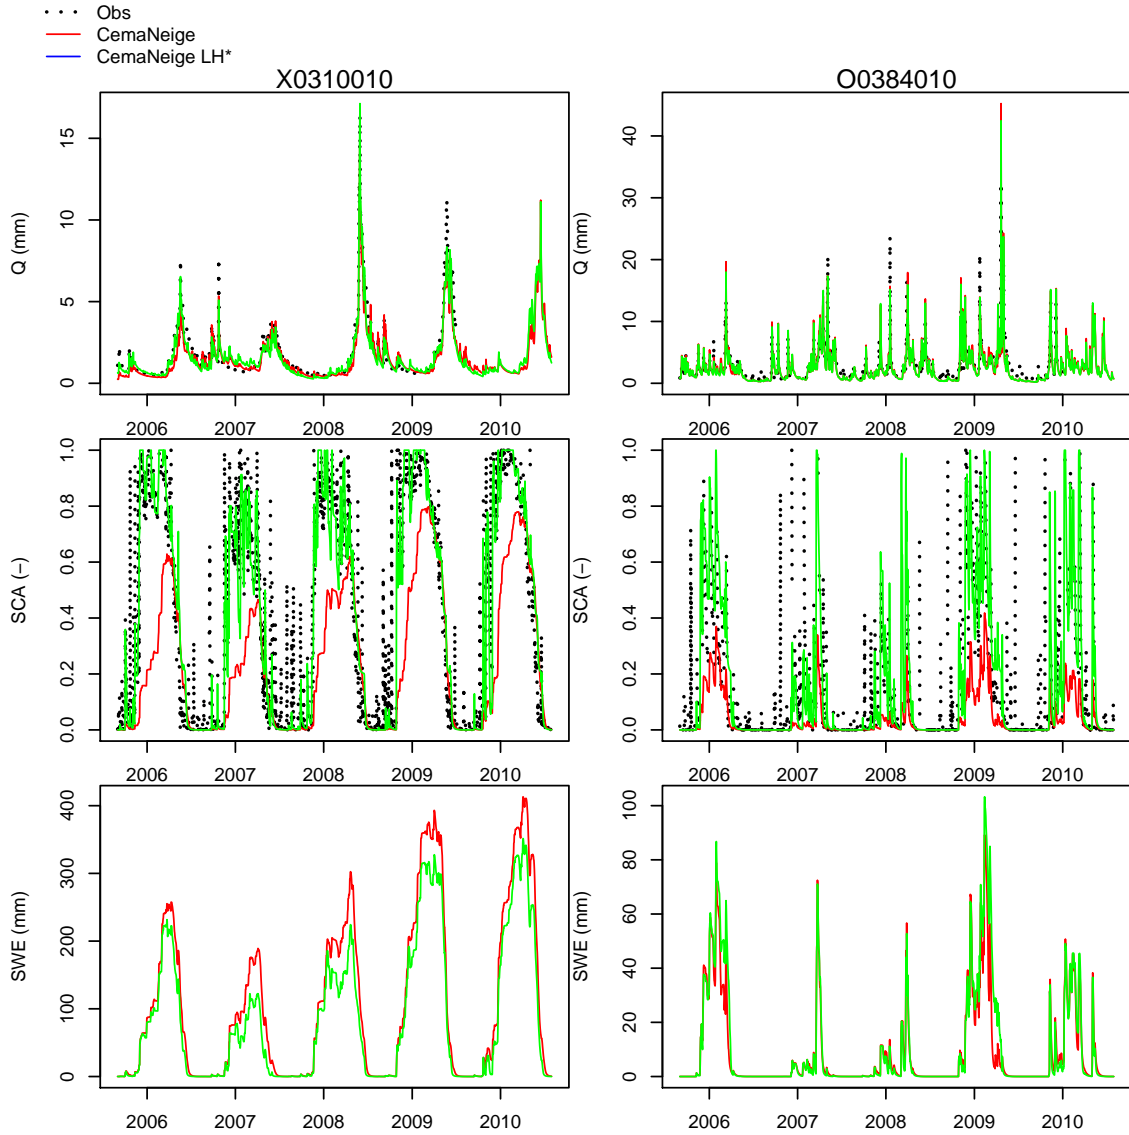 Obs
CemaNeige
CemaNeige LH*
X0310010
O0384010
Q (mm)
0 5 10 15
2006 2007 2008 2009 2010
Q (mm)
0 10 20 30 40
2006 2007 2008 2009 2010
SCA (−)
0.0 0.2 0.4 0.6 0.8 1.0
2006 2007 2008 2009 2010
SCA (−)
0.0 0.2 0.4 0.6 0.8 1.0
2006 2007 2008 2009 2010
SWE (mm)
0 100 200 300 400
2006 2007 2008 2009 2010
SWE (mm)
0 20 40 60 80 100
2006 2007 2008 2009 2010